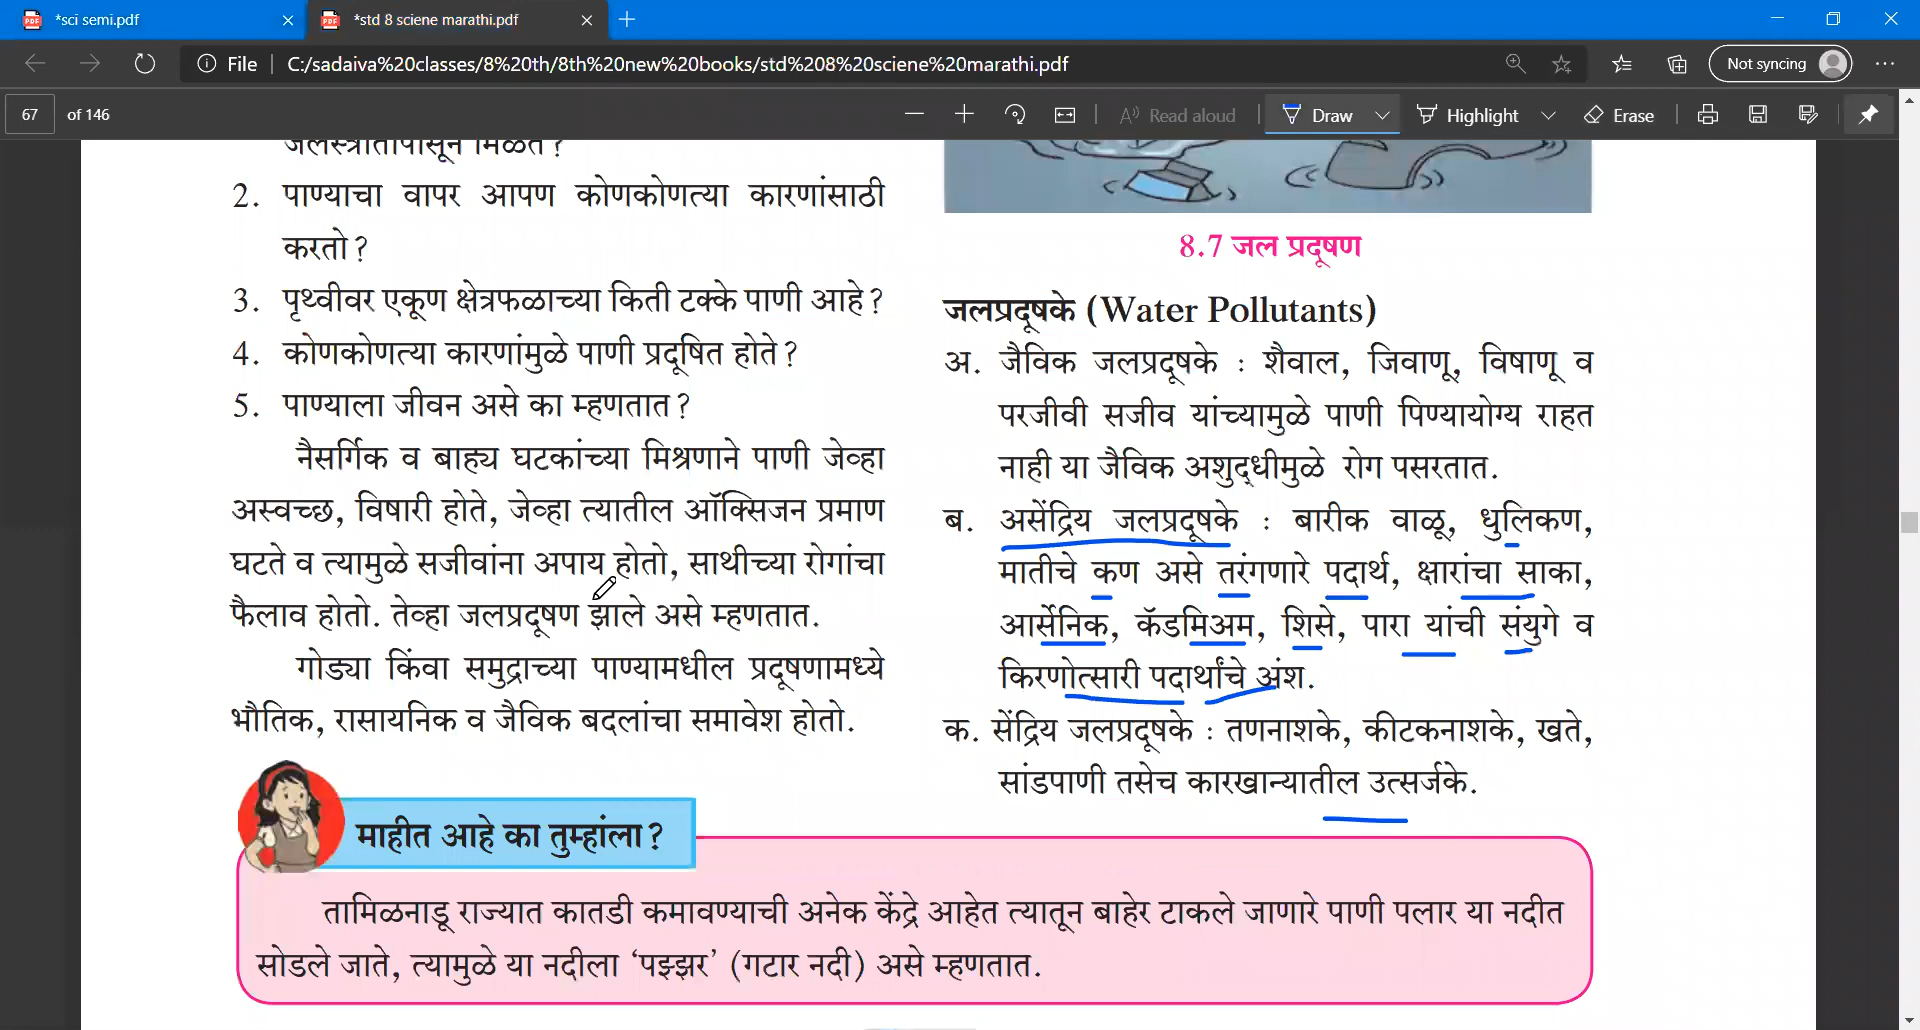 *sci semi.pdf
*std 8 sciene marathi.pdf
File
C:/sadaiva%20classes/8%20th/8th%20new%20books/std%208%20sciene%20marathi.pdf
Not syncing
67 of 146
Read aloud
Draw
Highlight
Erase
जलस्त्रोतांपासून मिळते?
2. पाण्याचा वापर आपण कोणकोणत्या कारणांसाठी
करतो?
3. पृथ्वीवर एकूण क्षेत्रफळाच्या किती टक्के पाणी आहे?
4. कोणकोणत्या कारणांमुळे पाणी प्रदूषित होते?
5. पाण्याला जीवन असे का म्हणतात?
नैसर्गिक व बाह्य घटकांच्या मिश्रणाने पाणी जेव्हा
अस्वच्छ, विषारी होते, जेव्हा त्यातील ऑक्सिजन प्रमाण
घटते व त्यामुळे सजीवांना अपाय होतो, साथीच्या रोगांचा
फैलाव होतो. तेव्हा जलप्रदूषण झाले असे म्हणतात.
गोड्या किंवा समुद्राच्या पाण्यामधील प्रदूषणामध्ये
भौतिक, रासायनिक व जैविक बदलांचा समावेश होतो.
8.7 जल प्रदूषण
जलप्रदूषके (Water Pollutants)
अ. जैविक जलप्रदूषके : शैवाल, जिवाणू, विषाणू व
परजीवी सजीव यांच्यामुळे पाणी पिण्यायोग्य राहत
नाही या जैविक अशुद्धीमुळे रोग पसरतात.
ब. असेंद्रिय जलप्रदूषके : बारीक वाळू, धुलिकण,
मातीचे कण असे तरंगणारे पदार्थ, क्षारांचा साका,
आर्सेनिक, कॅडमिअम, शिसे, पारा यांची संयुगे व
किरणोत्सारी पदार्थांचे अंश.
क. सेंद्रिय जलप्रदूषके : तणनाशके, कीटकनाशके, खते,
सांडपाणी तसेच कारखान्यातील उत्सर्जके.
माहीत आहे का तुम्हांला?
तामिळनाडू राज्यात कातडी कमावण्याची अनेक केंद्रे आहेत त्यातून बाहेर टाकले जाणारे पाणी पलार या नदीत
सोडले जाते, त्यामुळे या नदीला ‘पझ्झर’ (गटार नदी) असे म्हणतात.